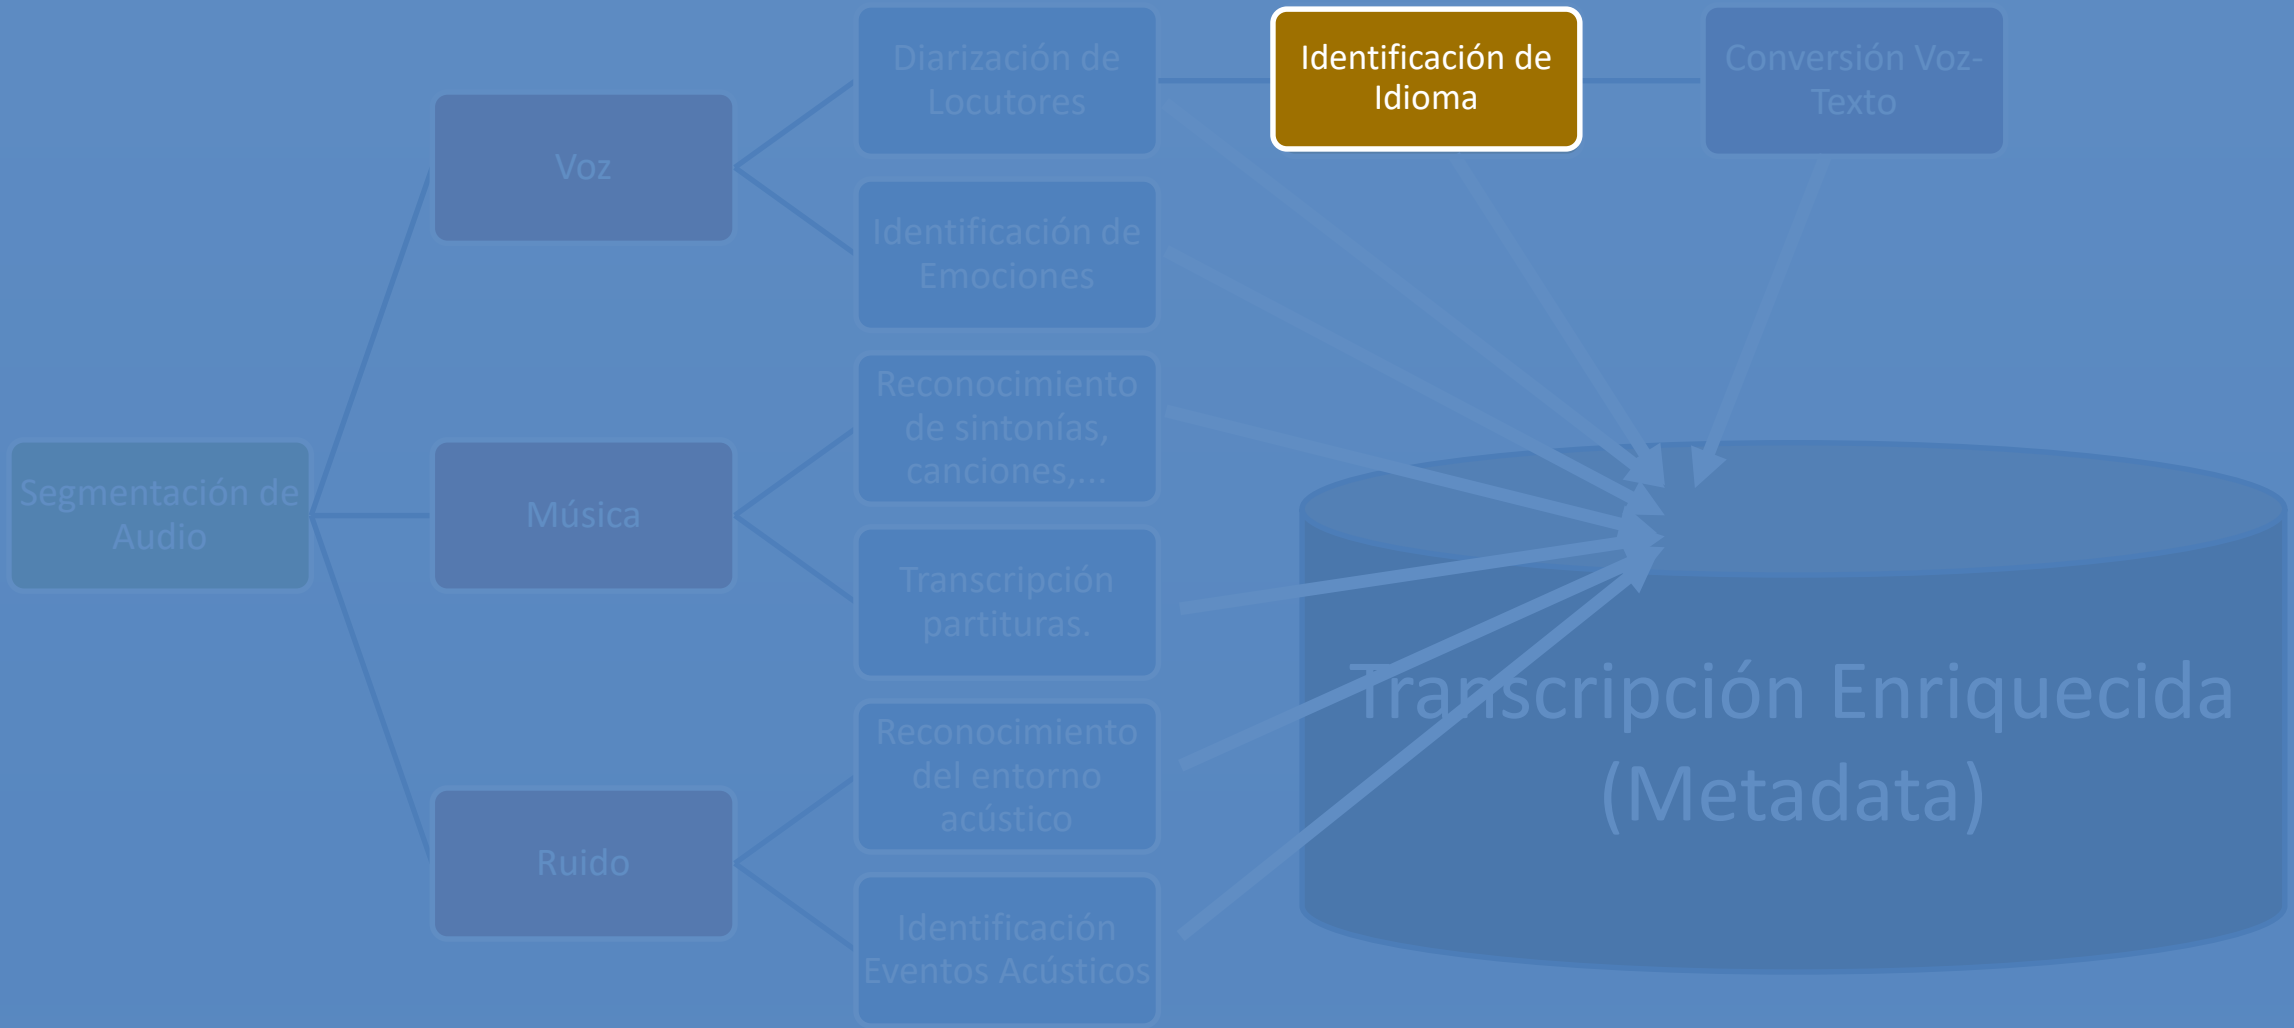 Segmentación de
Audio
Voz
Diarización de
Locutores
Identificación de
Idioma
Conversión Voz-
Texto
Identificación de
Emociones
Música
Reconocimiento
de sintonías,
canciones,...
Transcripción
partituras.
Ruido
Reconocimiento
del entorno
acústico
Identificación
Eventos Acústicos
Transcripción Enriquecida
(Metadata)